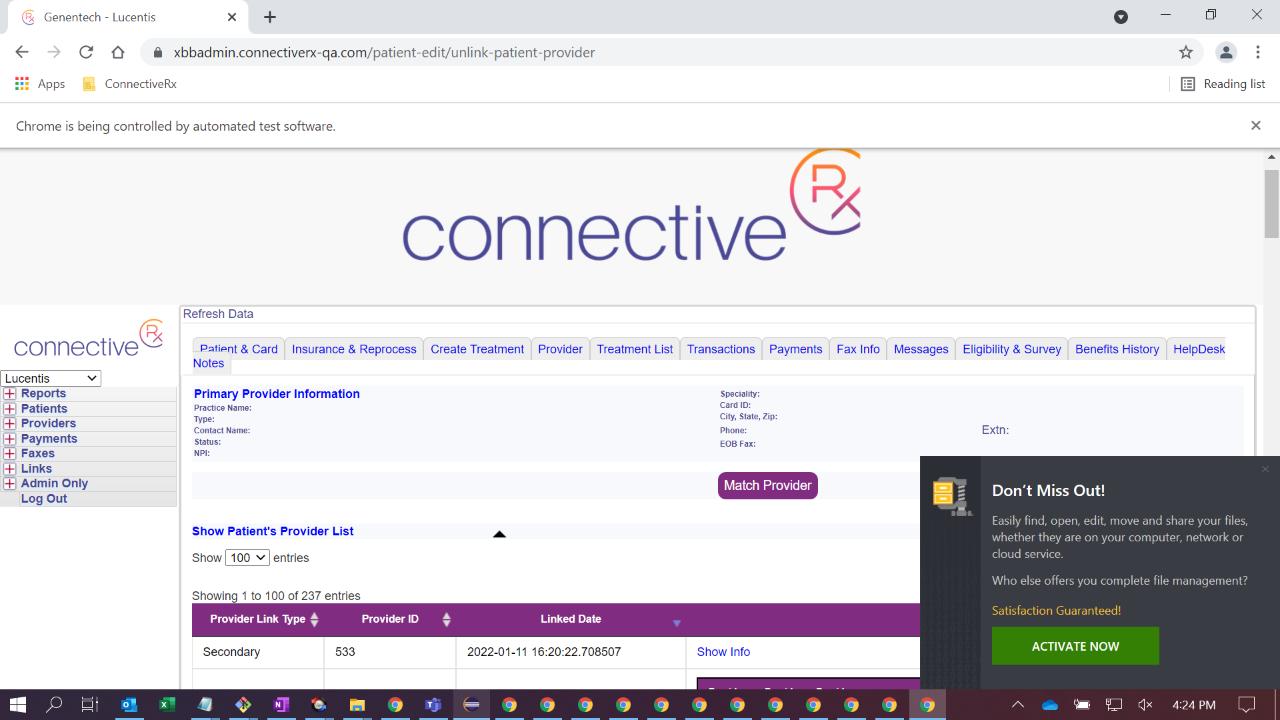 Genentech - Lucentis
xbbadmin.connectiverx-qa.com/patient-edit/unlink-patient-provider
Apps
ConnectiveRx
Reading list
Chrome is being controlled by automated test software.
connective Rx
connective Rx
Lucentis
Reports
Patients
Providers
Payments
Faxes
Links
Admin Only
Log Out
Refresh Data
Patient & Card Insurance & Reprocess Create Treatment Provider Treatment List Transactions Payments Fax Info Messages Eligibility & Survey Benefits History HelpDesk
Notes
Primary Provider Information
Practice Name:
Type:
Contact Name:
Status:
NPI:
Speciality:
Card ID:
City, State, Zip:
Phone:
Extn:
EOB Fax:
Match Provider
Show Patient's Provider List
Show 100 entries
Showing 1 to 100 of 237 entries
Provider Link Type Provider ID Linked Date
Secondary 533 2022-01-11 16:20:22.708507 Show Info
Don't Miss Out!
Easily find, open, edit, move and share your files,
whether they are on your computer, network or
cloud service.
Who else offers you complete file management?
Satisfaction Guaranteed!
ACTIVATE NOW
4:24 PM